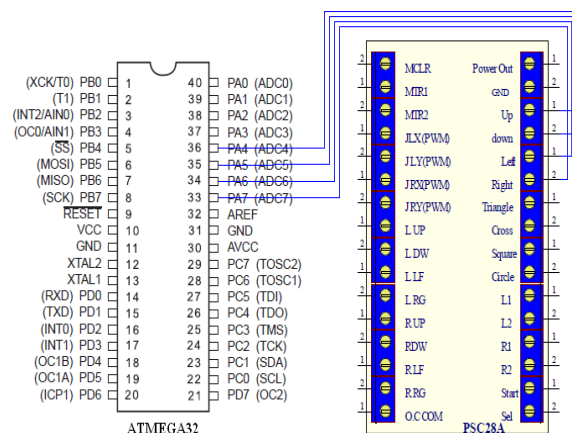 (XCK/T0) PB0 1 40 PA0 (ADC0)
(T1) PB1 2 39 PA1 (ADC1)
(INT2/AIN0) PB2 3 38 PA2 (ADC2)
(OC0/AIN1) PB3 4 37 PA3 (ADC3)
(SS) PB4 5 36 PA4 (ADC4)
(MOSI) PB5 6 35 PA5 (ADC5)
(MISO) PB6 7 34 PA6 (ADC6)
(SCK) PB7 8 33 PA7 (ADC7)
RESET 9 32 AREF
VCC 10 31 GND
GND 11 30 AVCC
XTAL2 12 29 PC7 (TOSC2)
XTAL1 13 28 PC6 (TOSC1)
(RXD) PD0 14 27 PC5 (TDI)
(TXD) PD1 15 26 PC4 (TDO)
(INT0) PD2 16 25 PC3 (TMS)
(INT1) PD3 17 24 PC2 (TCK)
(OC1B) PD4 18 23 PC1 (SDA)
(OC1A) PD5 19 22 PC0 (SCL)
(ICP1) PD6 20 21 PD7 (OC2)
ATMEGA32
2 MCLR Power Out 1
1 MTR1 GND 2
2 MTR2 Up 1
1 JLX(PWM) down 2
2 JLY(PWM) Left 1
1 JRX(PWM) Right 2
2 JRY(PWM) Triangle 1
1 L UP Cross 2
2 L DW Square 1
1 L LF Circle 2
2 L RG L1 1
1 R UP L2 2
2 R DW R1 1
1 R LF R2 2
2 R RG Start 1
1 O.C COM Sel 2
PSC28A